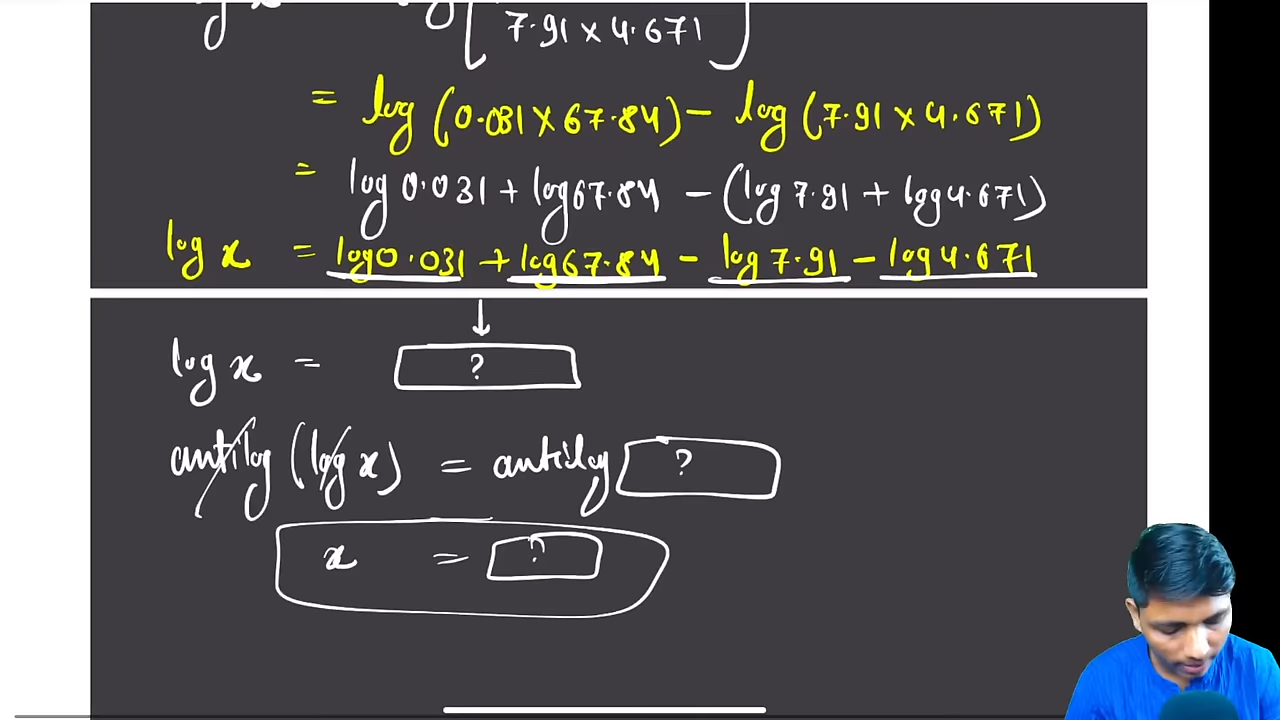 7.91 × 4.671
= log (0.031 × 67.84) − log (7.91 × 4.671)
= log 0.031 + log 67.84 − (log 7.91 + log 4.671)
log x = log 0.031 + log 67.84 − log 7.91 − log 4.671
log x = ?
antilog (log x) = antilog ?
x = ?